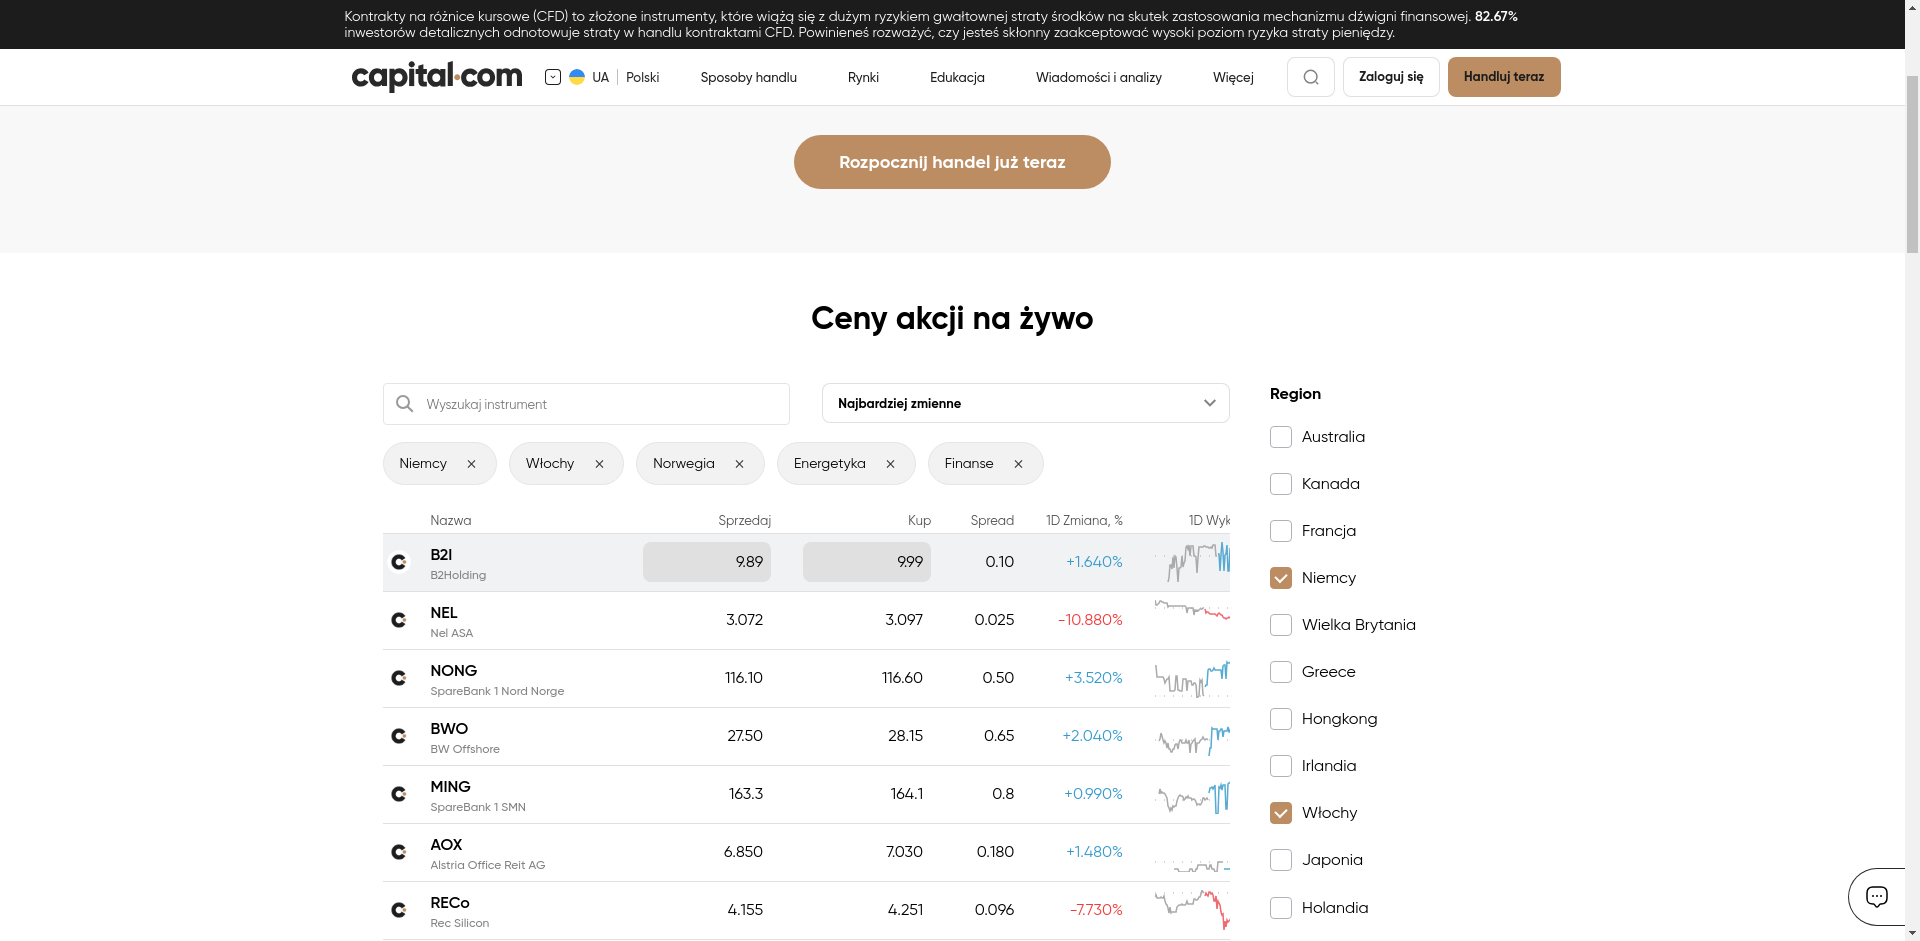 Kontrakty na różnice kursowe (CFD) to złożone instrumenty, które wiążą się z dużym ryzykiem gwałtownej straty środków na skutek zastosowania mechanizmu dźwigni finansowej. 82.67%
inwestorów detalicznych odnotowuje straty w handlu kontraktami CFD. Powinieneś rozważyć, czy jesteś skłonny zaakceptować wysoki poziom ryzyka straty pieniędzy.
capital.com UA Polski Sposoby handlu Rynki Edukacja Wiadomości i analizy Więcej Zaloguj się Handluj teraz
Rozpocznij handel już teraz
Ceny akcji na żywo
Wyszukaj instrument Najbardziej zmienne
Niemcy Włochy Norwegia Energetyka Finanse
Nazwa Sprzedaj Kup Spread 1D Zmiana, % 1D Wyk
B2I 9.89 9.99 0.10 +1.640%
B2Holding
NEL 3.072 3.097 0.025 -10.880%
Nel ASA
NONG 116.10 116.60 0.50 +3.520%
SpareBank 1 Nord Norge
BWO 27.50 28.15 0.65 +2.040%
BW Offshore
MING 163.3 164.1 0.8 +0.990%
SpareBank 1 SMN
AOX 6.850 7.030 0.180 +1.480%
Alstria Office Reit AG
RECo 4.155 4.251 0.096 -7.730%
Rec Silicon
Region
Australia
Kanada
Francja
Niemcy
Wielka Brytania
Greece
Hongkong
Irlandia
Włochy
Japonia
Holandia